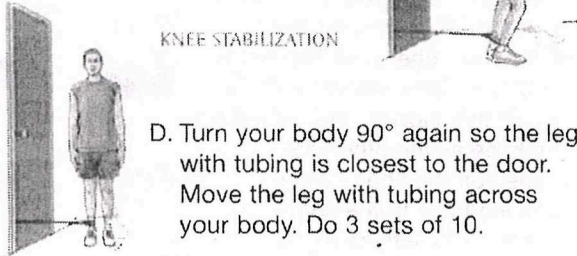 KNEE STABILIZATION
D. Turn your body 90° again so the leg
with tubing is closest to the door.
Move the leg with tubing across
your body. Do 3 sets of 10.